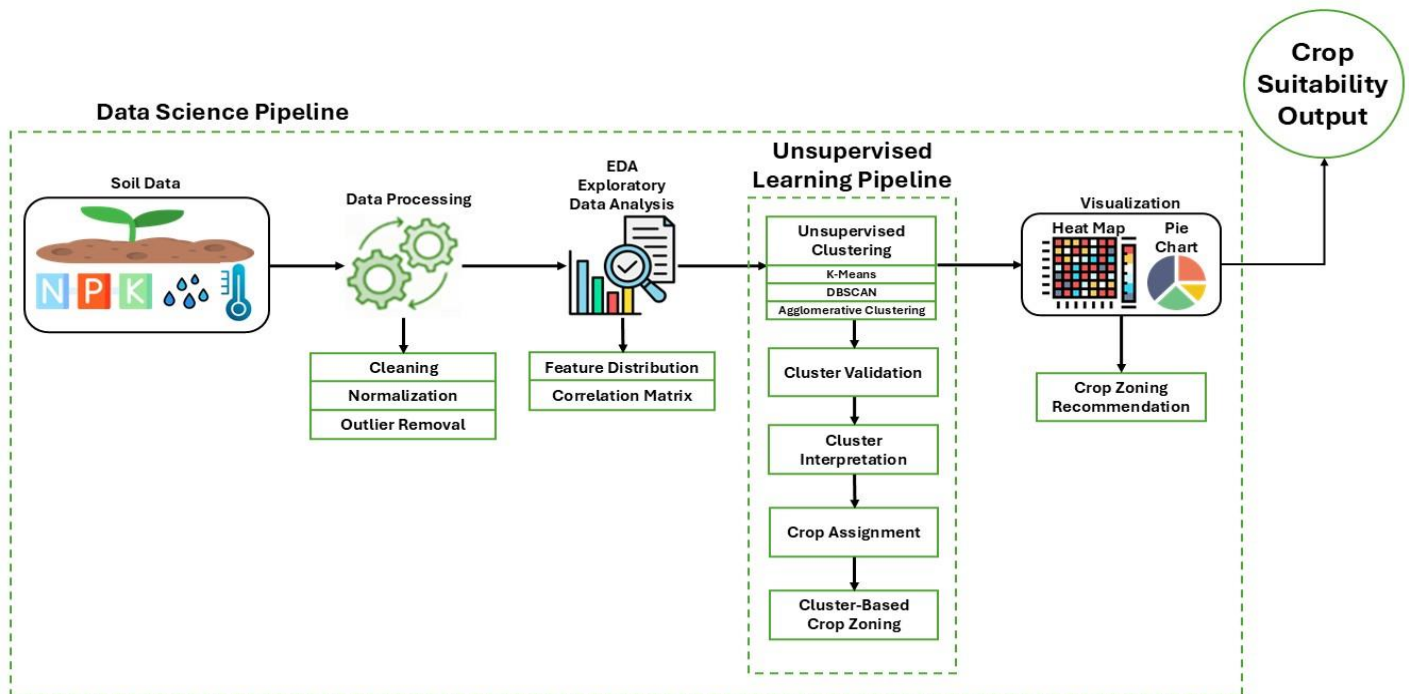 Crop
Suitability
Output
Data Science Pipeline
Soil Data
N P K
Data Processing
Cleaning
Normalization
Outlier Removal
EDA
Exploratory
Data Analysis
Feature Distribution
Correlation Matrix
Unsupervised
Learning Pipeline
Unsupervised
Clustering
K-Means
DBSCAN
Agglomerative Clustering
Cluster Validation
Cluster
Interpretation
Crop Assignment
Cluster-Based
Crop Zoning
Visualization
Heat Map
Pie
Chart
Crop Zoning
Recommendation